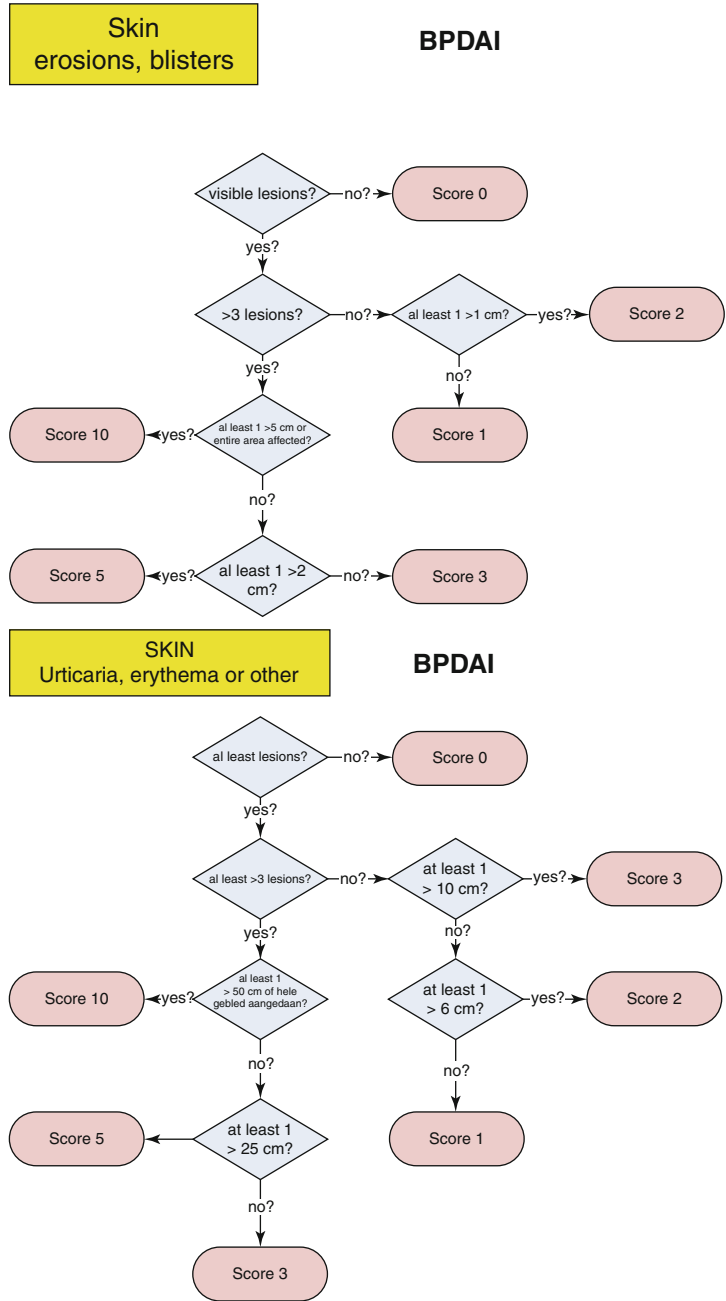 Skin
erosions, blisters
BPDAI
visible lesions?
no?
Score 0
yes?
>3 lesions?
no?
al least 1 >1 cm?
yes?
Score 2
yes?
no?
Score 10
yes?
al least 1 >5 cm or
entire area affected?
Score 1
no?
Score 5
yes?
al least 1 >2
cm?
no?
Score 3
SKIN
Urticaria, erythema or other
BPDAI
al least lesions?
no?
Score 0
yes?
al least >3 lesions?
no?
at least 1
> 10 cm?
yes?
Score 3
yes?
no?
Score 10
yes?
al least 1
> 50 cm of hele
gebled aangedaan?
at least 1
> 6 cm?
yes?
Score 2
no?
no?
Score 5
at least 1
> 25 cm?
Score 1
no?
Score 3